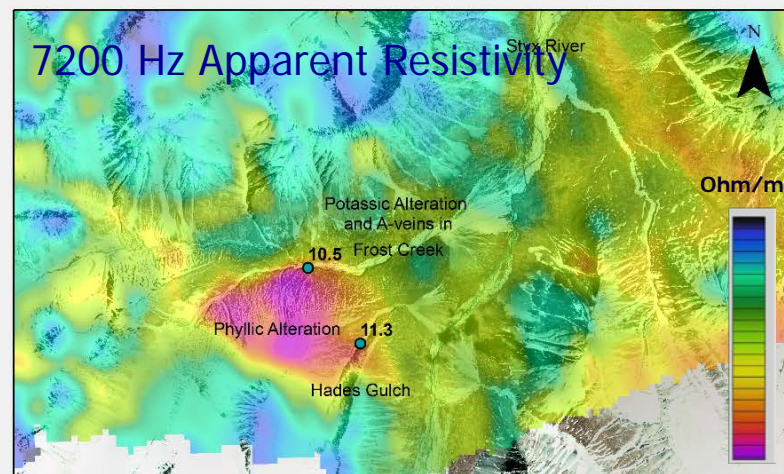 7200 Hz Apparent Resistivity
Styx River
N
Ohm/m
Potassic Alteration
and A-veins in
Frost Creek
10.5
Phyllic Alteration
11.3
Hades Gulch